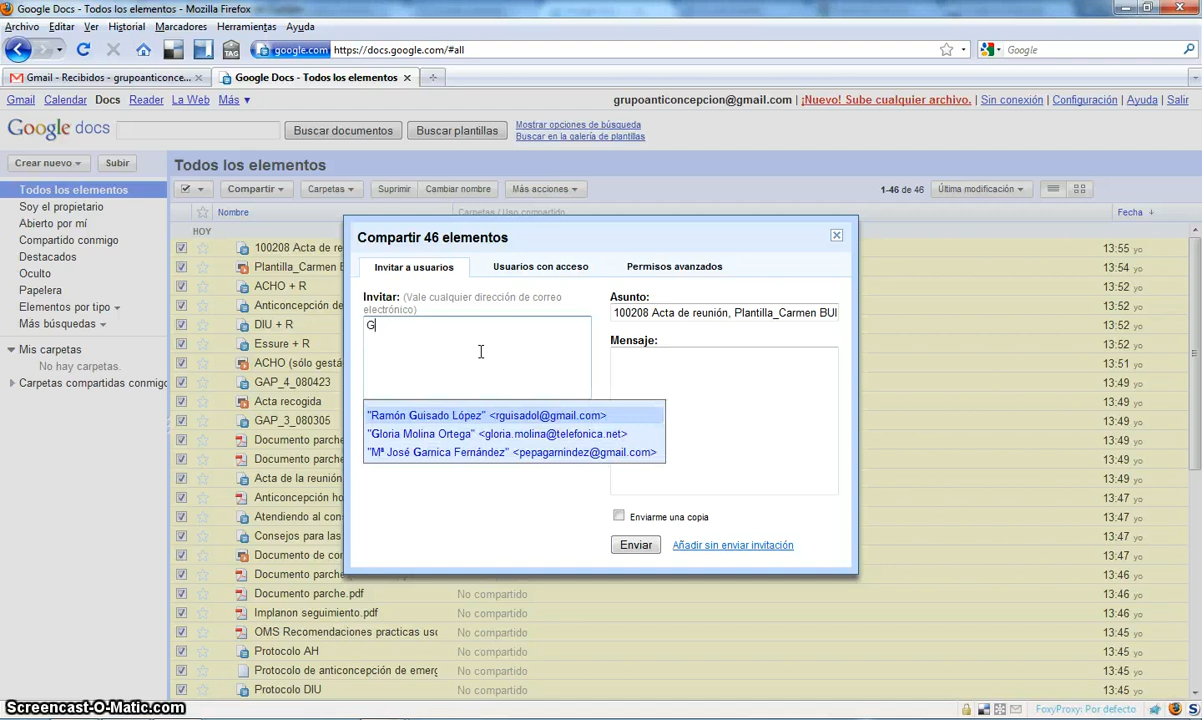 Google Docs - Todos los elementos - Mozilla Firefox
Archivo Editar Ver Historial Marcadores Herramientas Ayuda
TAG google.com https://docs.google.com/#all Google
Gmail - Recibidos - grupoanticonce... Google Docs - Todos los elementos
Gmail Calendar Docs Reader La Web Más grupoanticoncepcion@gmail.com | ¡Nuevo! Sube cualquier archivo. | Sin conexión | Configuración | Ayuda | Salir
Google docs Buscar documentos Buscar plantillas Mostrar opciones de búsqueda
Buscar en la galería de plantillas
Crear nuevo Subir Todos los elementos
Todos los elementos
Soy el propietario
Abierto por mí
Compartido conmigo
Destacados
Oculto
Papelera
Elementos por tipo
Más búsquedas
Mis carpetas
No hay carpetas.
Carpetas compartidas conmigo
Compartir Carpetas Suprimir Cambiar nombre Más acciones 1-46 de 46 Última modificación
Nombre Carpetas / Uso compartido Fecha
HOY
100208 Acta de re 13:55 yo
Plantilla_Carmen B 13:54 yo
ACHO + R 13:52 yo
Anticoncepción de 13:52 yo
DIU + R 13:52 yo
Essure + R 13:52 yo
ACHO (sólo gestá 13:51 yo
GAP_4_080423 13:49 yo
Acta recogida 13:49 yo
GAP_3_080305 13:49 yo
Documento parche 13:49 yo
Documento parche 13:49 yo
Acta de la reunión 13:49 yo
Anticoncepción ho 13:47 yo
Atendiendo al con 13:47 yo
Consejos para las 13:47 yo
Documento de con 13:46 yo
Documento parche 13:46 yo
Documento parche.pdf No compartido 13:46 yo
Implanon seguimiento.pdf No compartido 13:46 yo
OMS Recomendaciones practicas uso No compartido 13:45 yo
Protocolo AH No compartido 13:45 yo
Protocolo de anticoncepción de emerg No compartido 13:45 yo
Protocolo DIU No compartido 13:45 yo
Compartir 46 elementos
Invitar a usuarios Usuarios con acceso Permisos avanzados
Invitar: (Vale cualquier dirección de correo
electrónico)
G
"Ramón Guisado López" <rguisadol@gmail.com>
"Gloria Molina Ortega" <gloria.molina@telefonica.net>
"Mª José Garnica Fernández" <pepagarnindez@gmail.com>
Asunto:
100208 Acta de reunión, Plantilla_Carmen BUI
Mensaje:
Enviarme una copia
Enviar Añadir sin enviar invitación
Screencast-O-Matic.com FoxyProxy: Por defecto